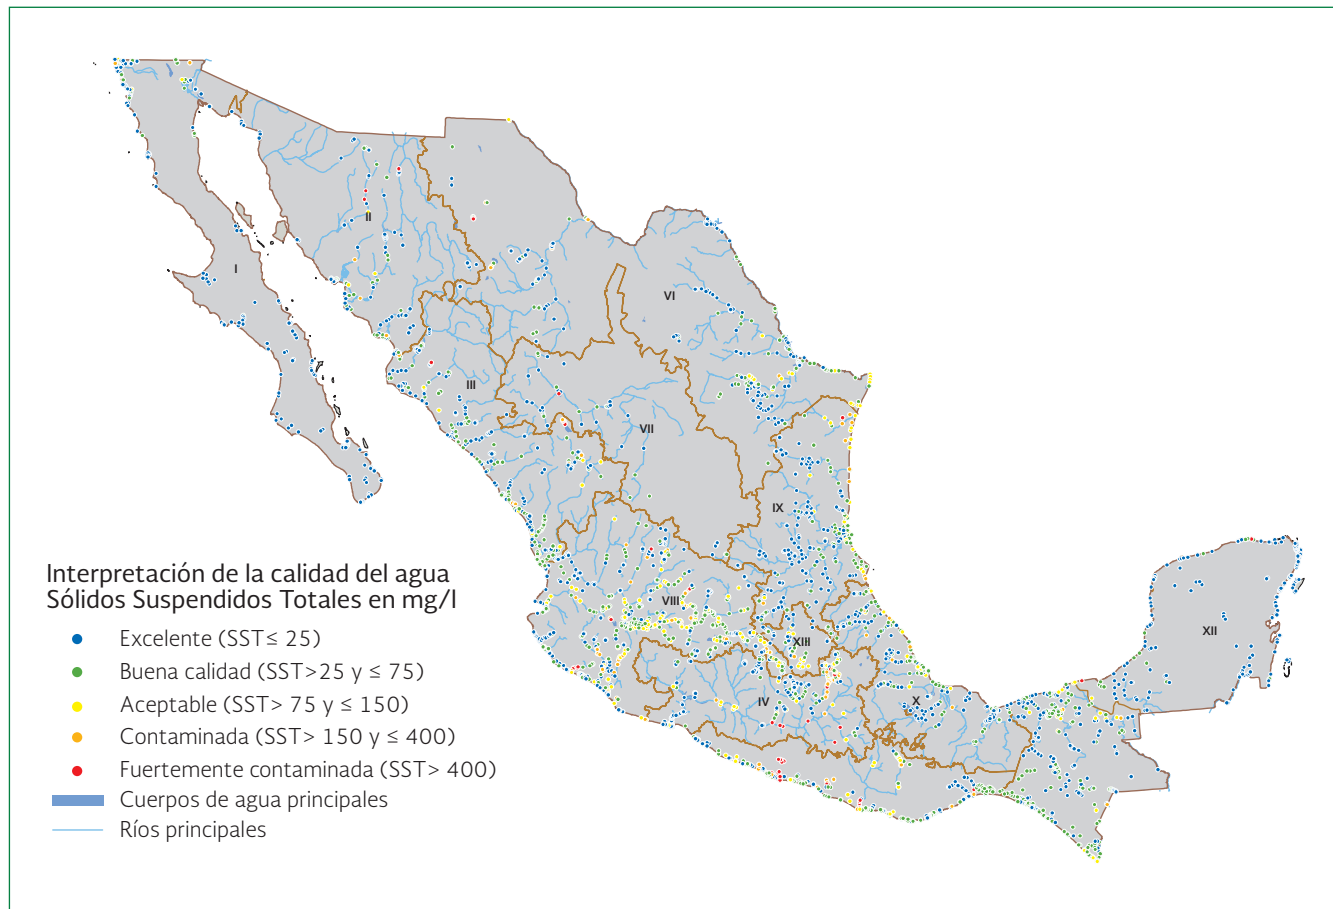 II
I
VI
III
VII
IX
Interpretación de la calidad del agua
Sólidos Suspendidos Totales en mg/l
Excelente (SST≤ 25)
Buena calidad (SST>25 y ≤ 75)
Aceptable (SST> 75 y ≤ 150)
Contaminada (SST> 150 y ≤ 400)
Fuertemente contaminada (SST> 400)
Cuerpos de agua principales
Ríos principales
VIII
XII
XIII
IV
X